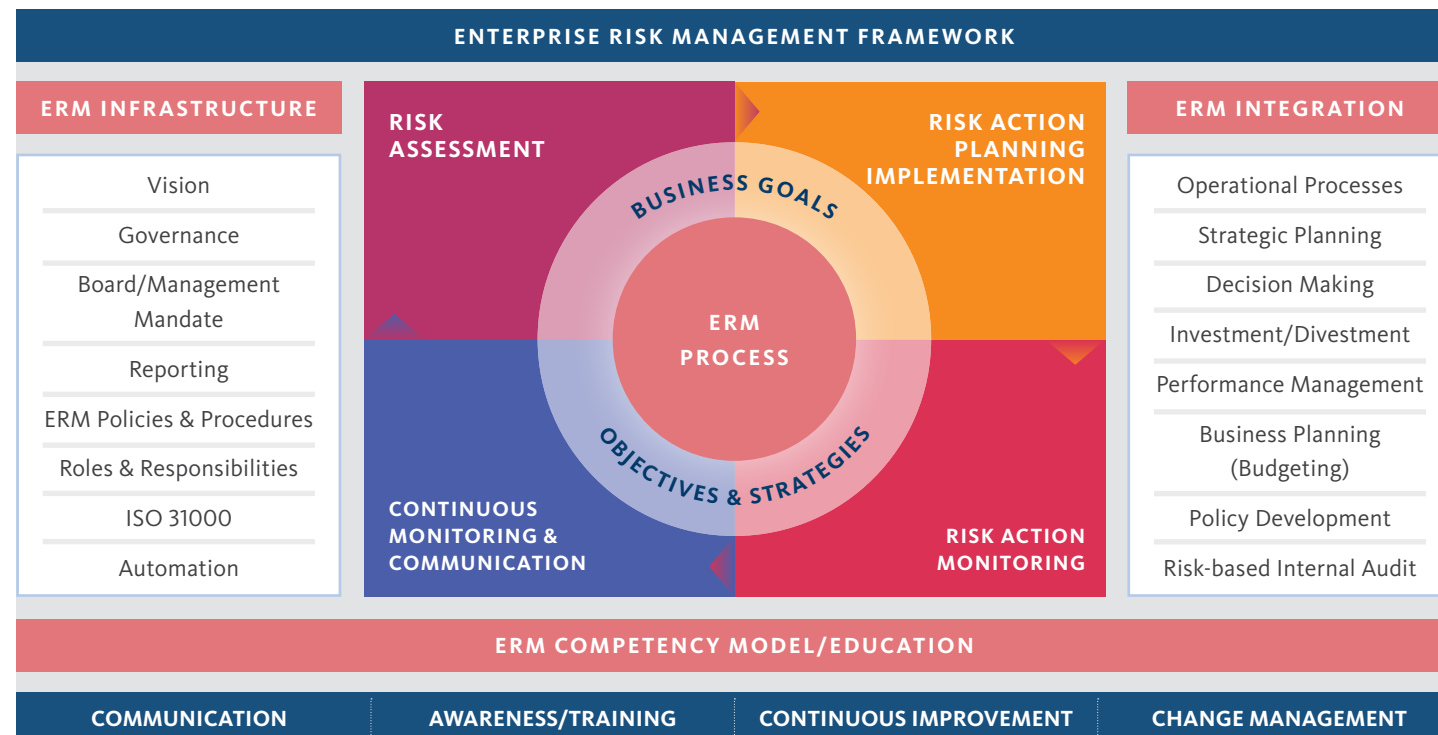 ENTERPRISE RISK MANAGEMENT FRAMEWORK
ERM INFRASTRUCTURE
Vision
Governance
Board/Management
Mandate
Reporting
ERM Policies & Procedures
Roles & Responsibilities
ISO 31000
Automation
RISK
ASSESSMENT
RISK ACTION
PLANNING
IMPLEMENTATION
BUSINESS GOALS
ERM
PROCESS
OBJECTIVES & STRATEGIES
CONTINUOUS
MONITORING &
COMMUNICATION
RISK ACTION
MONITORING
ERM INTEGRATION
Operational Processes
Strategic Planning
Decision Making
Investment/Divestment
Performance Management
Business Planning
(Budgeting)
Policy Development
Risk-based Internal Audit
ERM COMPETENCY MODEL/EDUCATION
COMMUNICATION
AWARENESS/TRAINING
CONTINUOUS IMPROVEMENT
CHANGE MANAGEMENT